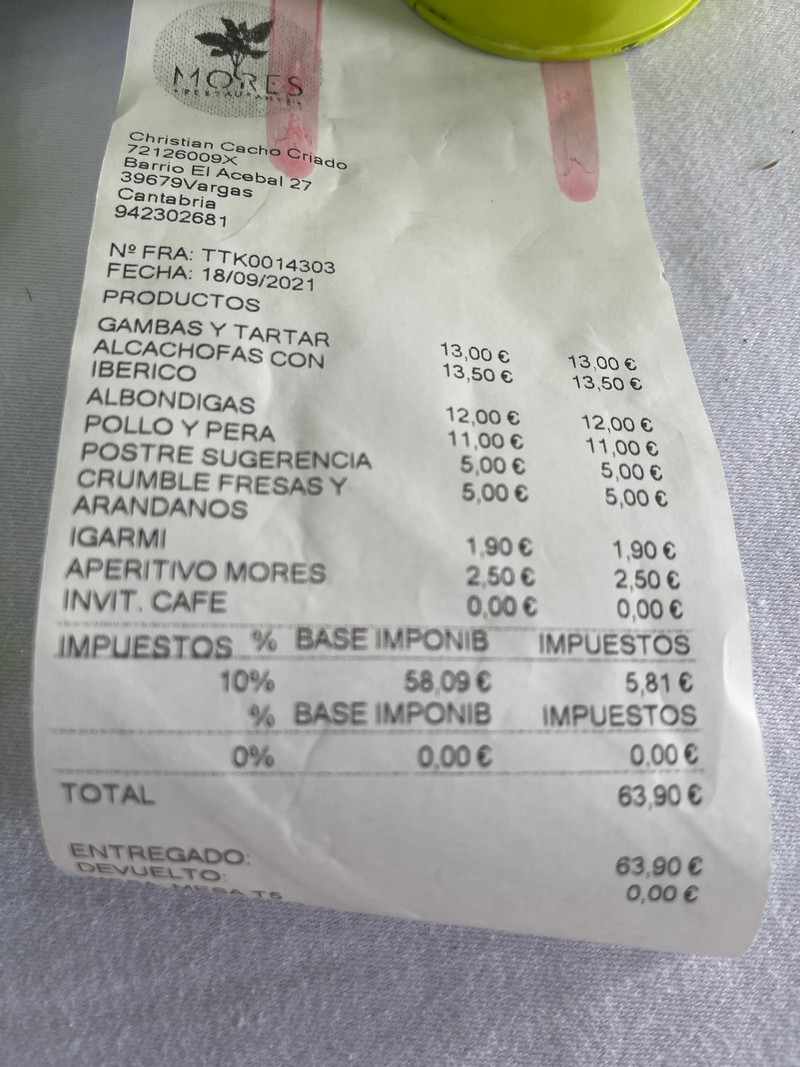 MORES
RESTAURANTES
Christian Cacho Criado
72126009X
Barrio El Acebal 27
39679Vargas
Cantabria
942302681
Nº FRA: TTK0014303
FECHA: 18/09/2021
PRODUCTOS
GAMBAS Y TARTAR 13,00 € 13,00 €
ALCACHOFAS CON 13,50 € 13,50 €
IBERICO
ALBONDIGAS 12,00 € 12,00 €
POLLO Y PERA 11,00 € 11,00 €
POSTRE SUGERENCIA 5,00 € 5,00 €
CRUMBLE FRESAS Y 5,00 € 5,00 €
ARANDANOS
IGARMI 1,90 € 1,90 €
APERITIVO MORES 2,50 € 2,50 €
INVIT. CAFE 0,00 € 0,00 €
IMPUESTOS % BASE IMPONIB IMPUESTOS
10% 58,09 € 5,81 €
% BASE IMPONIB IMPUESTOS
0% 0,00 € 0,00 €
TOTAL 63,90 €
ENTREGADO: 63,90 €
DEVUELTO: 0,00 €
MESA T5